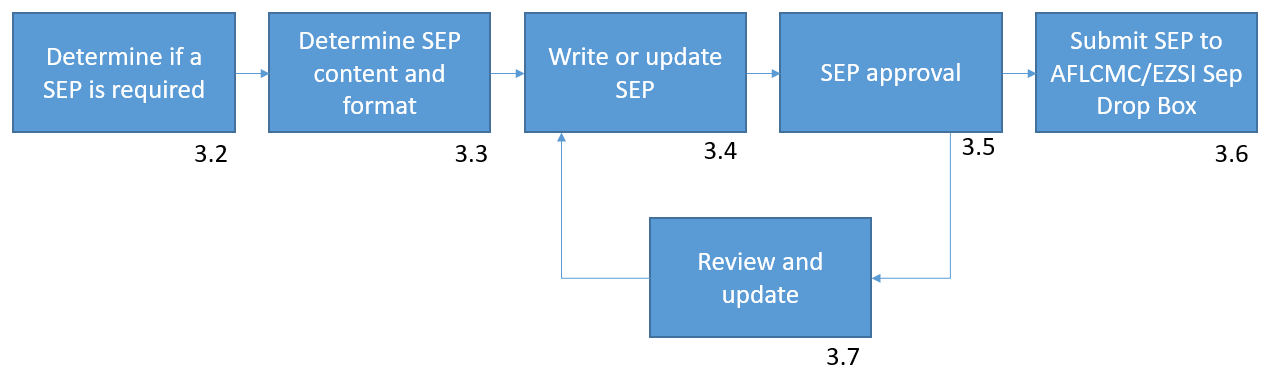 Determine if a
SEP is required
3.2
Determine SEP
content and
format
3.3
Write or update
SEP
3.4
SEP approval
3.5
Submit SEP to
AFLCMC/EZSI Sep
Drop Box
3.6
Review and
update
3.7